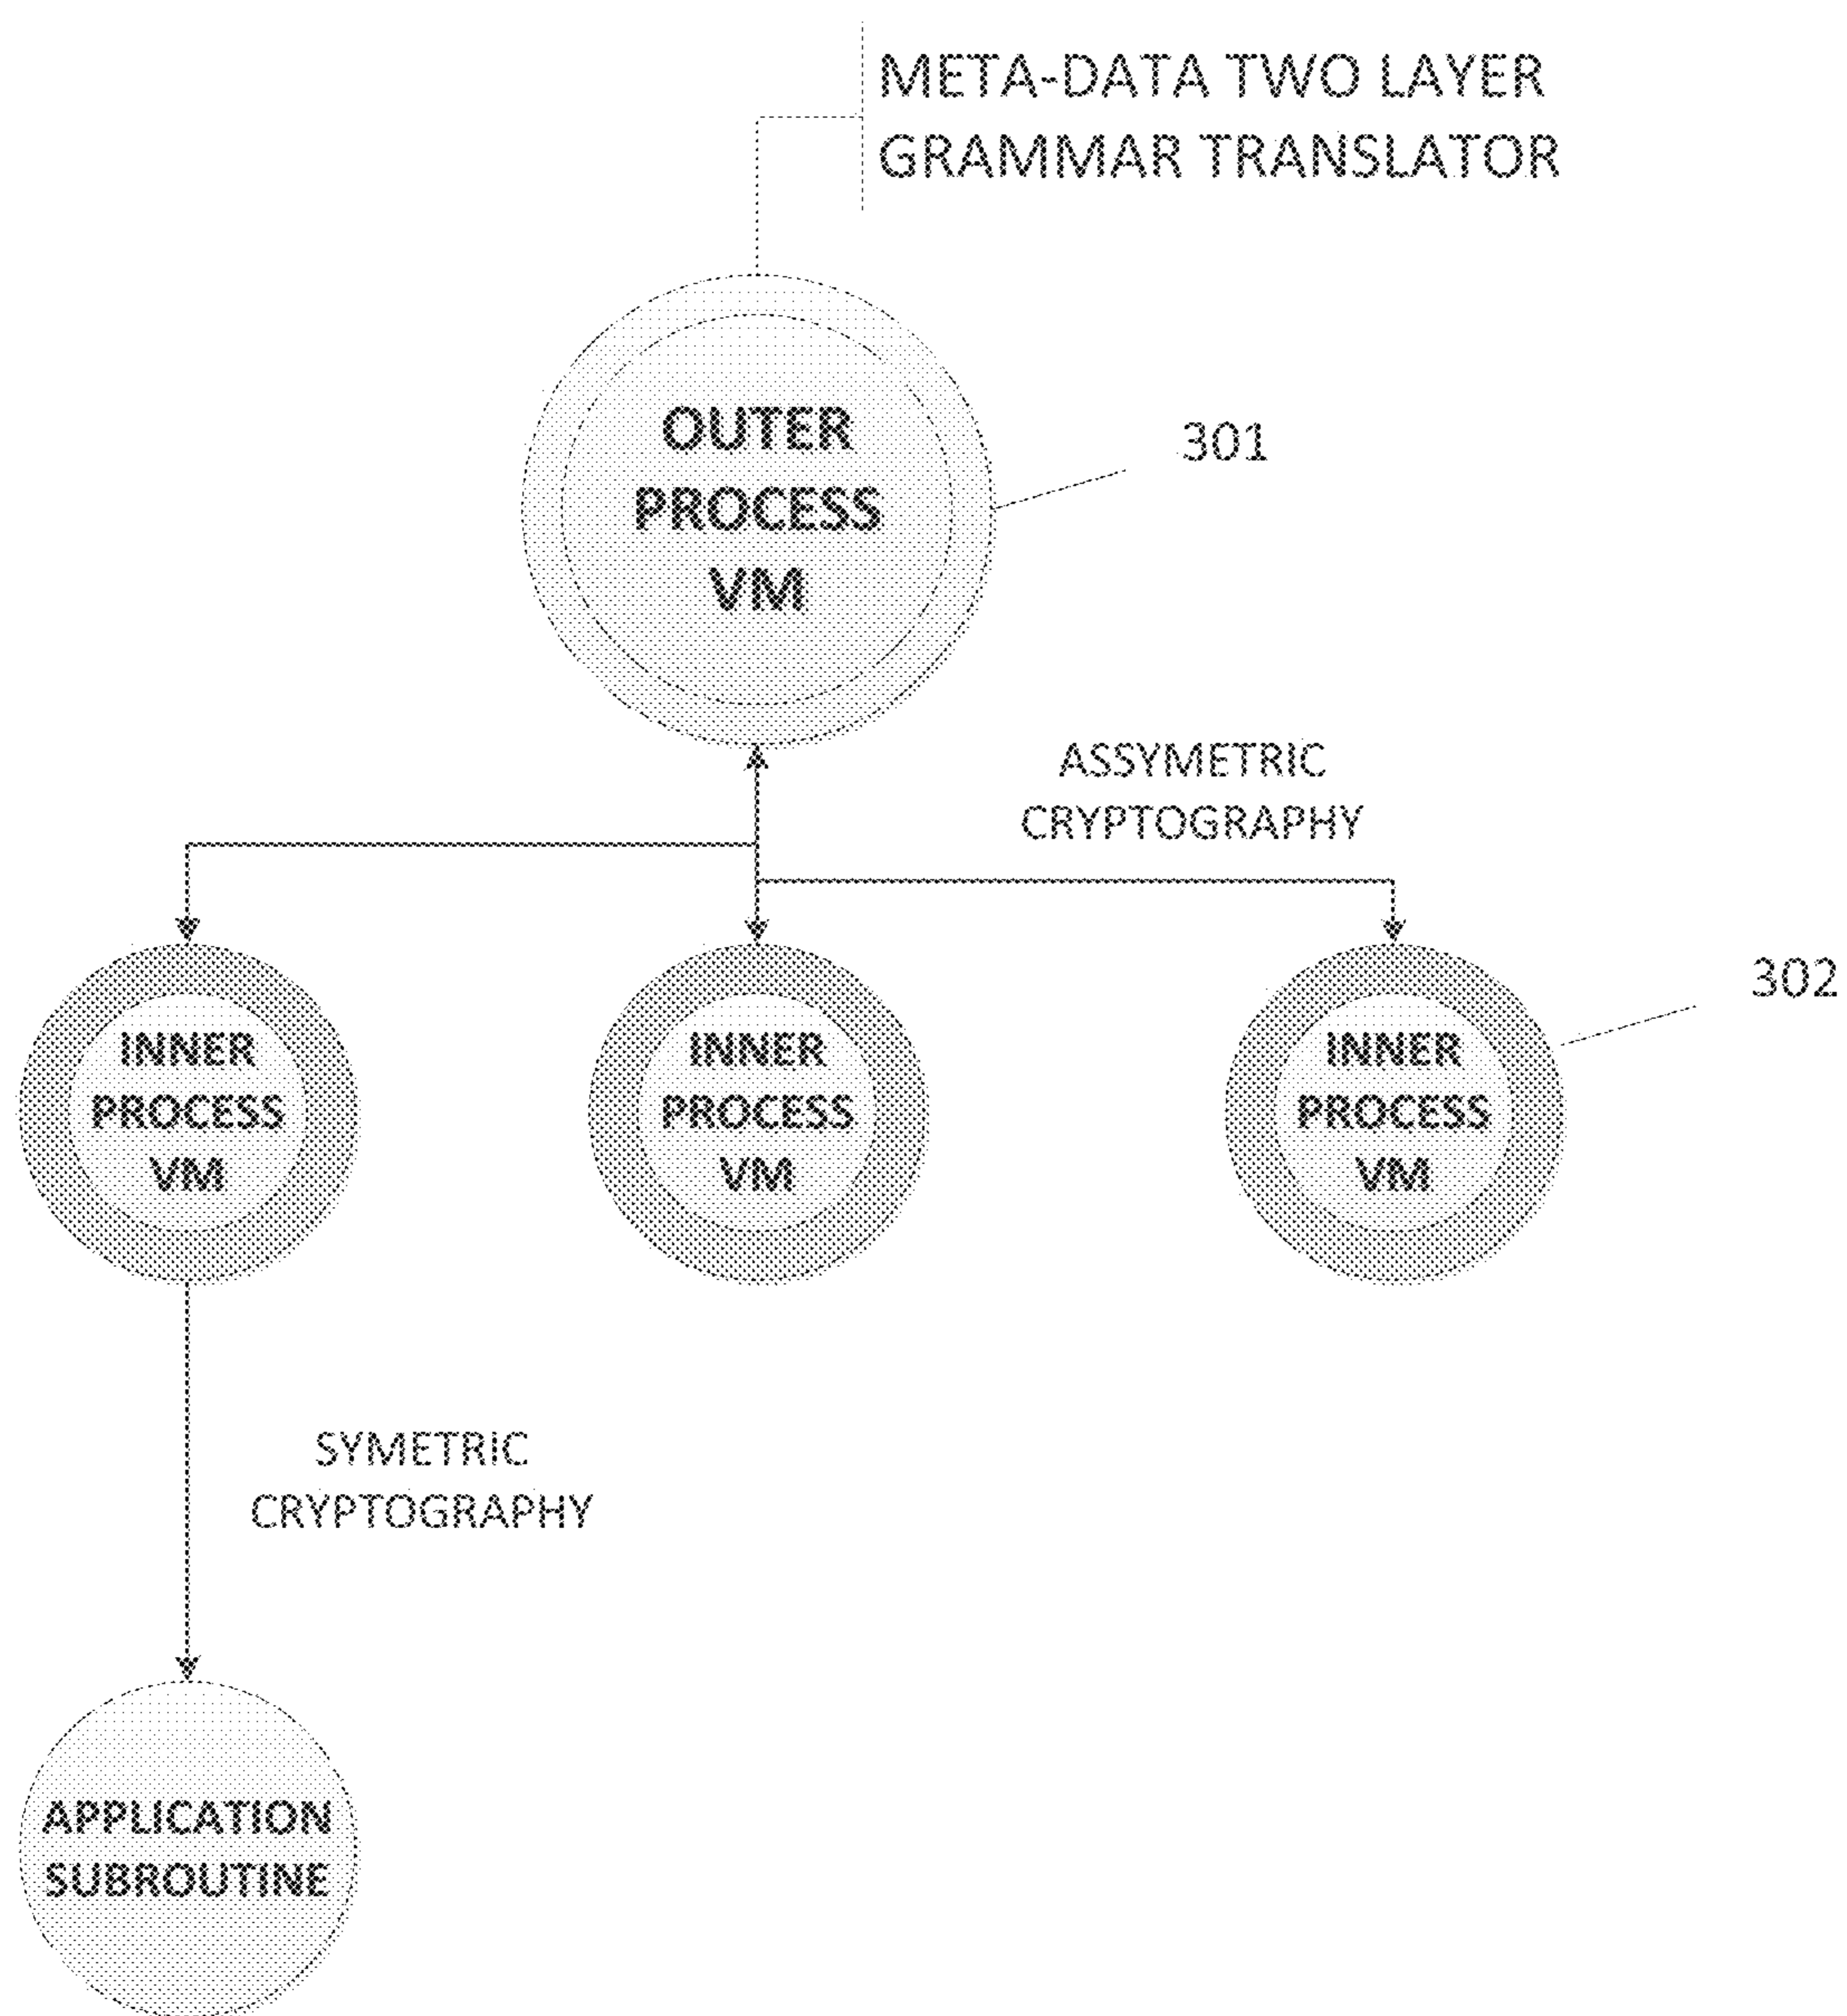 META-DATA TWO LAYER
GRAMMAR TRANSLATOR
OUTER
PROCESS
VM
301
ASSYMETRIC
CRYPTOGRAPHY
302
INNER
PROCESS
VM
INNER
PROCESS
VM
INNER
PROCESS
VM
SYMETRIC
CRYPTOGRAPHY
APPLICATION
SUBROUTINE